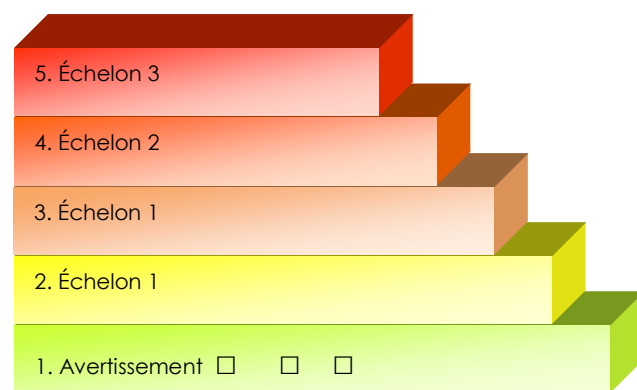 5. Échelon 3
4. Échelon 2
3. Échelon 1
2. Échelon 1
1. Avertissement ☐ ☐ ☐